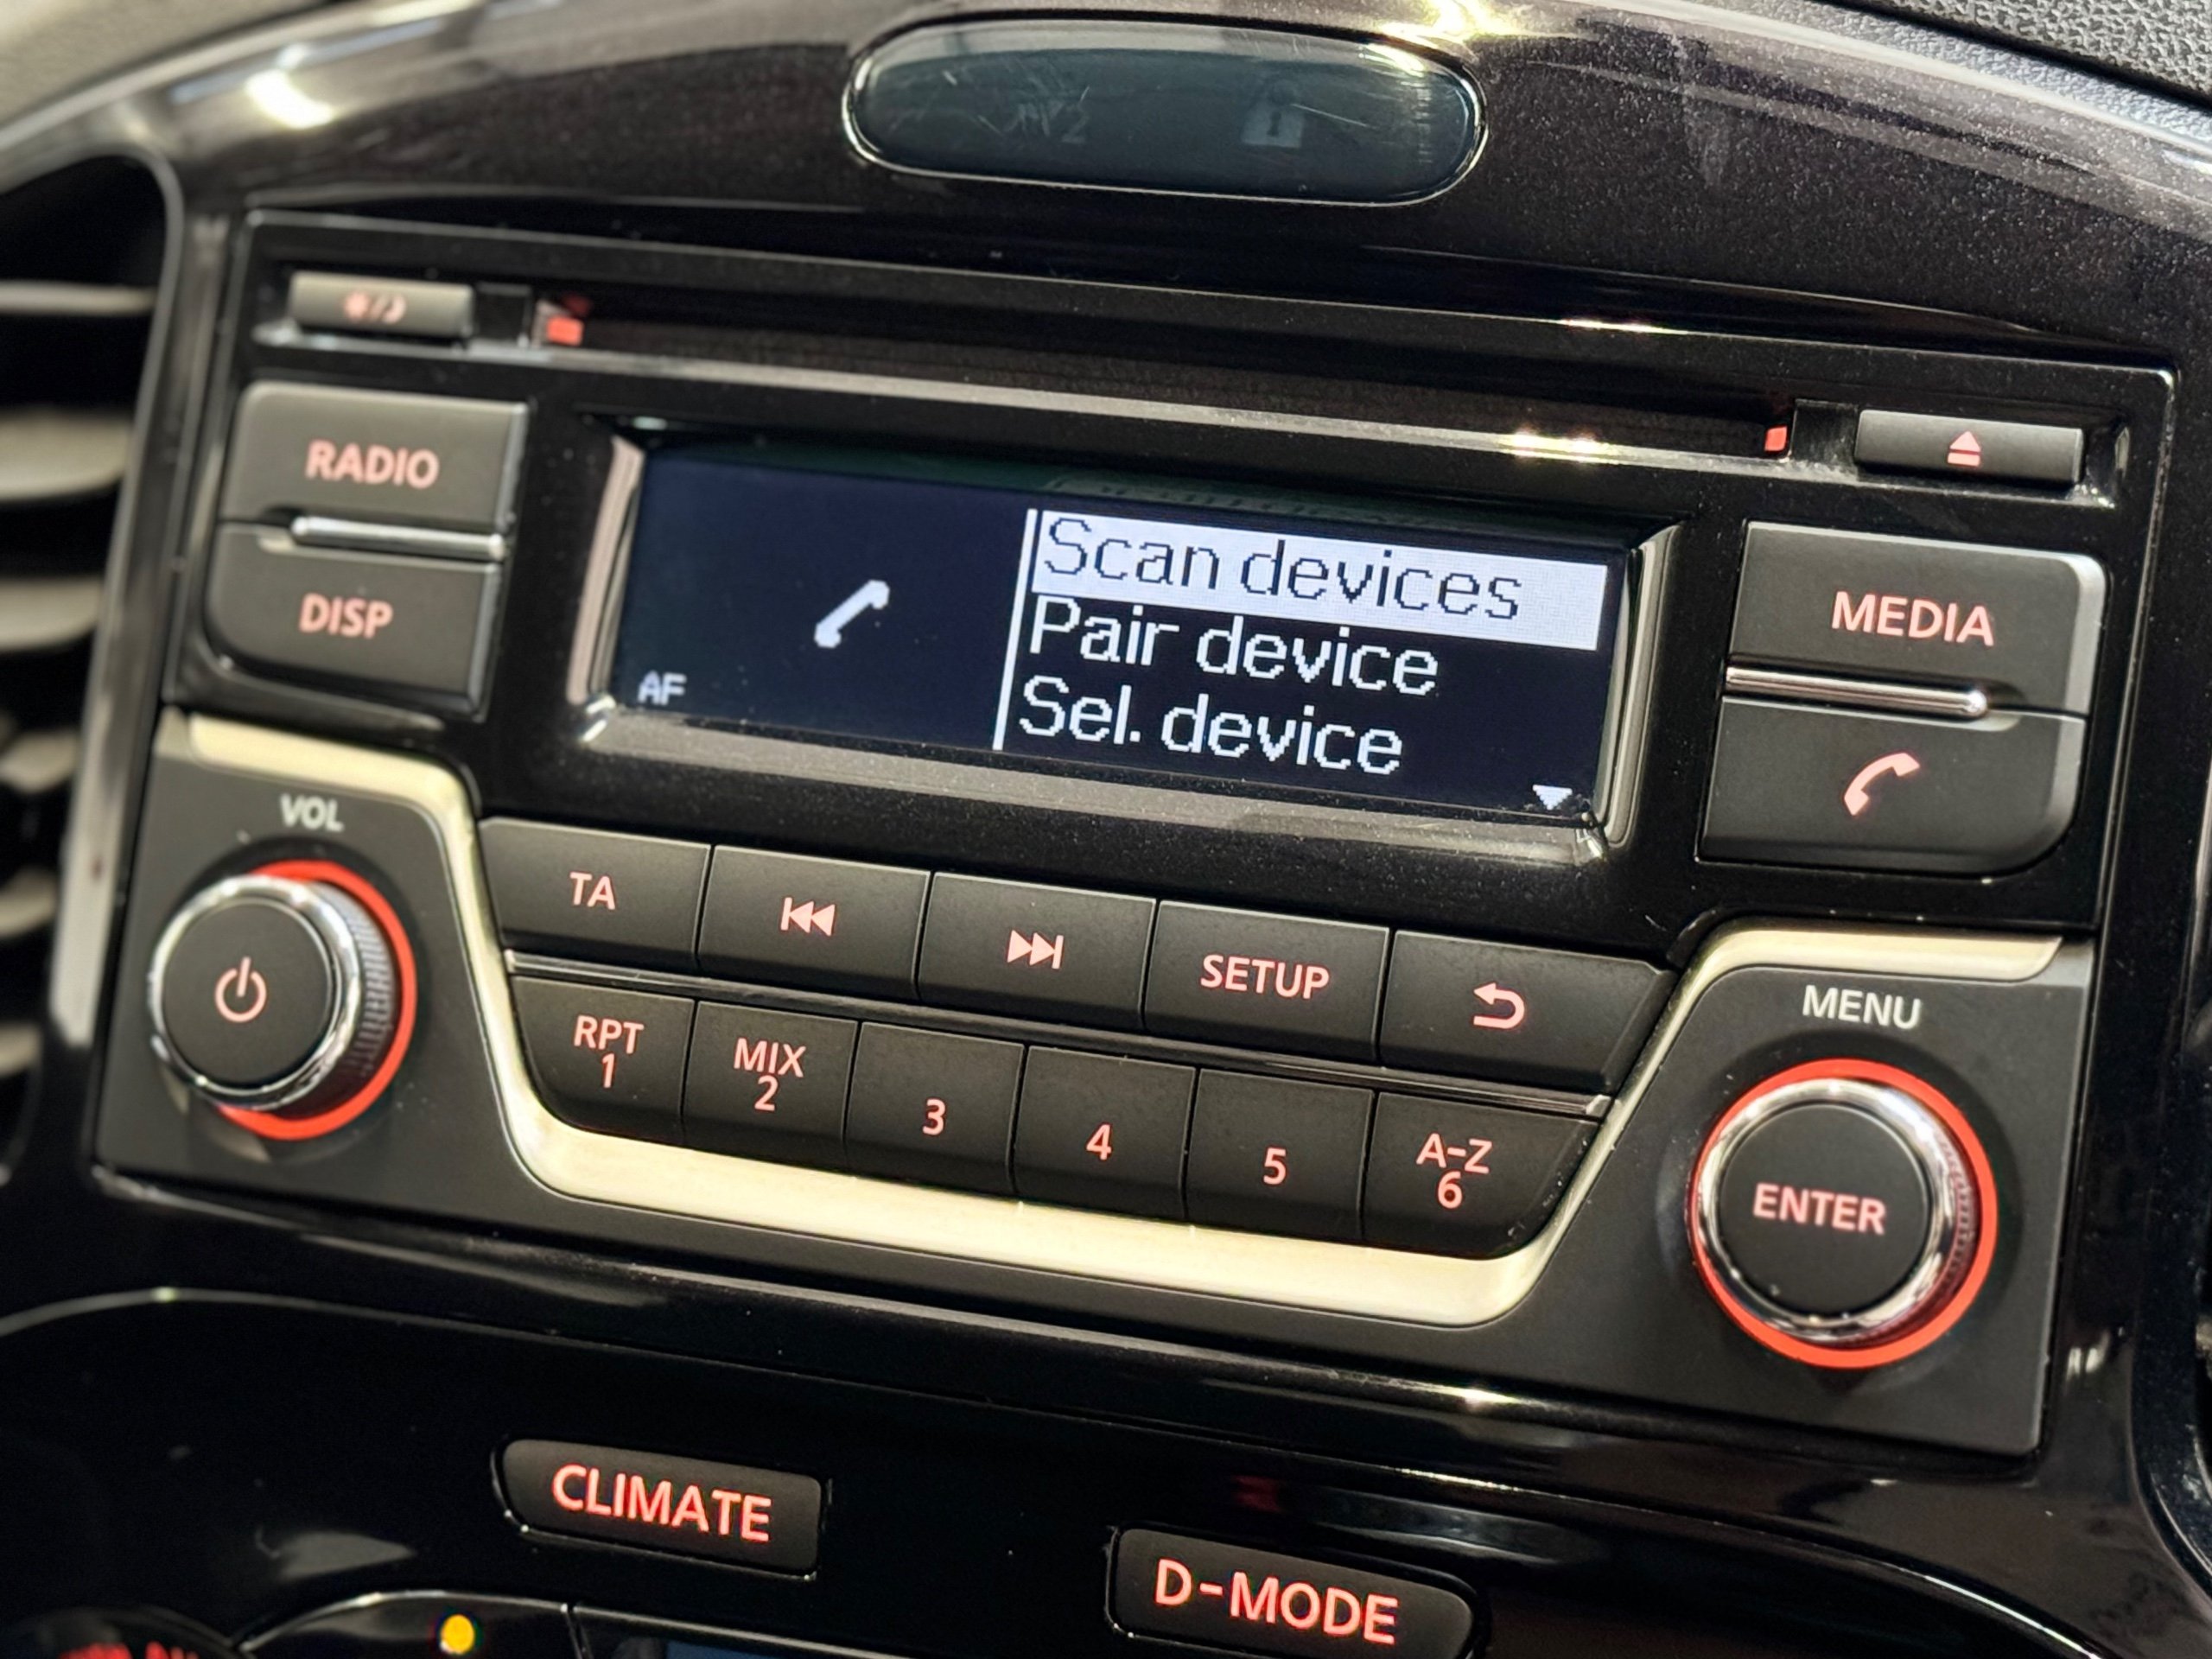 RADIO
DISP
Scan devices
Pair device
Sel. device
AF
MEDIA
VOL
TA
SETUP
MENU
RPT
1
MIX
2
3
4
5
A-Z
6
ENTER
CLIMATE
D-MODE